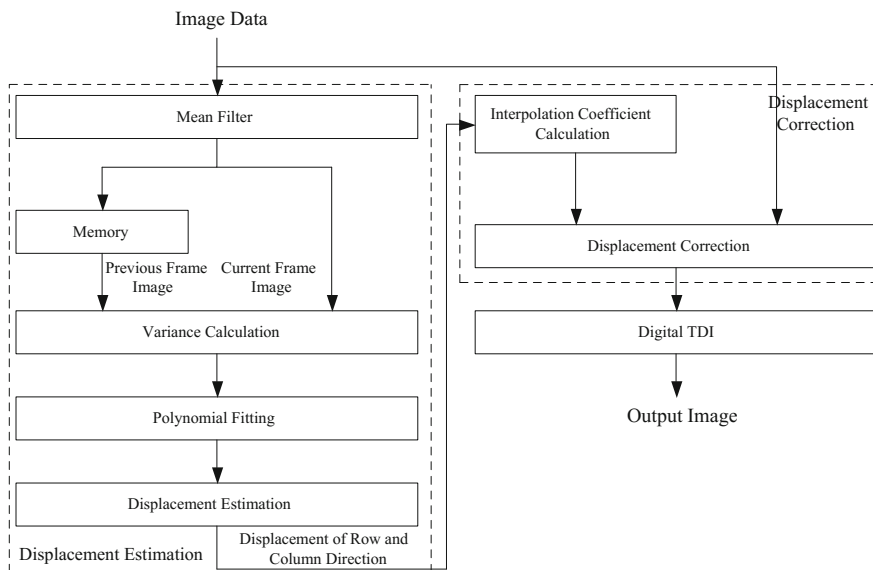 Image Data
Mean Filter
Memory
Previous Frame
Image
Current Frame
Image
Variance Calculation
Polynomial Fitting
Displacement Estimation
Displacement Estimation
Displacement of Row and
Column Direction
Interpolation Coefficient
Calculation
Displacement
Correction
Displacement Correction
Digital TDI
Output Image